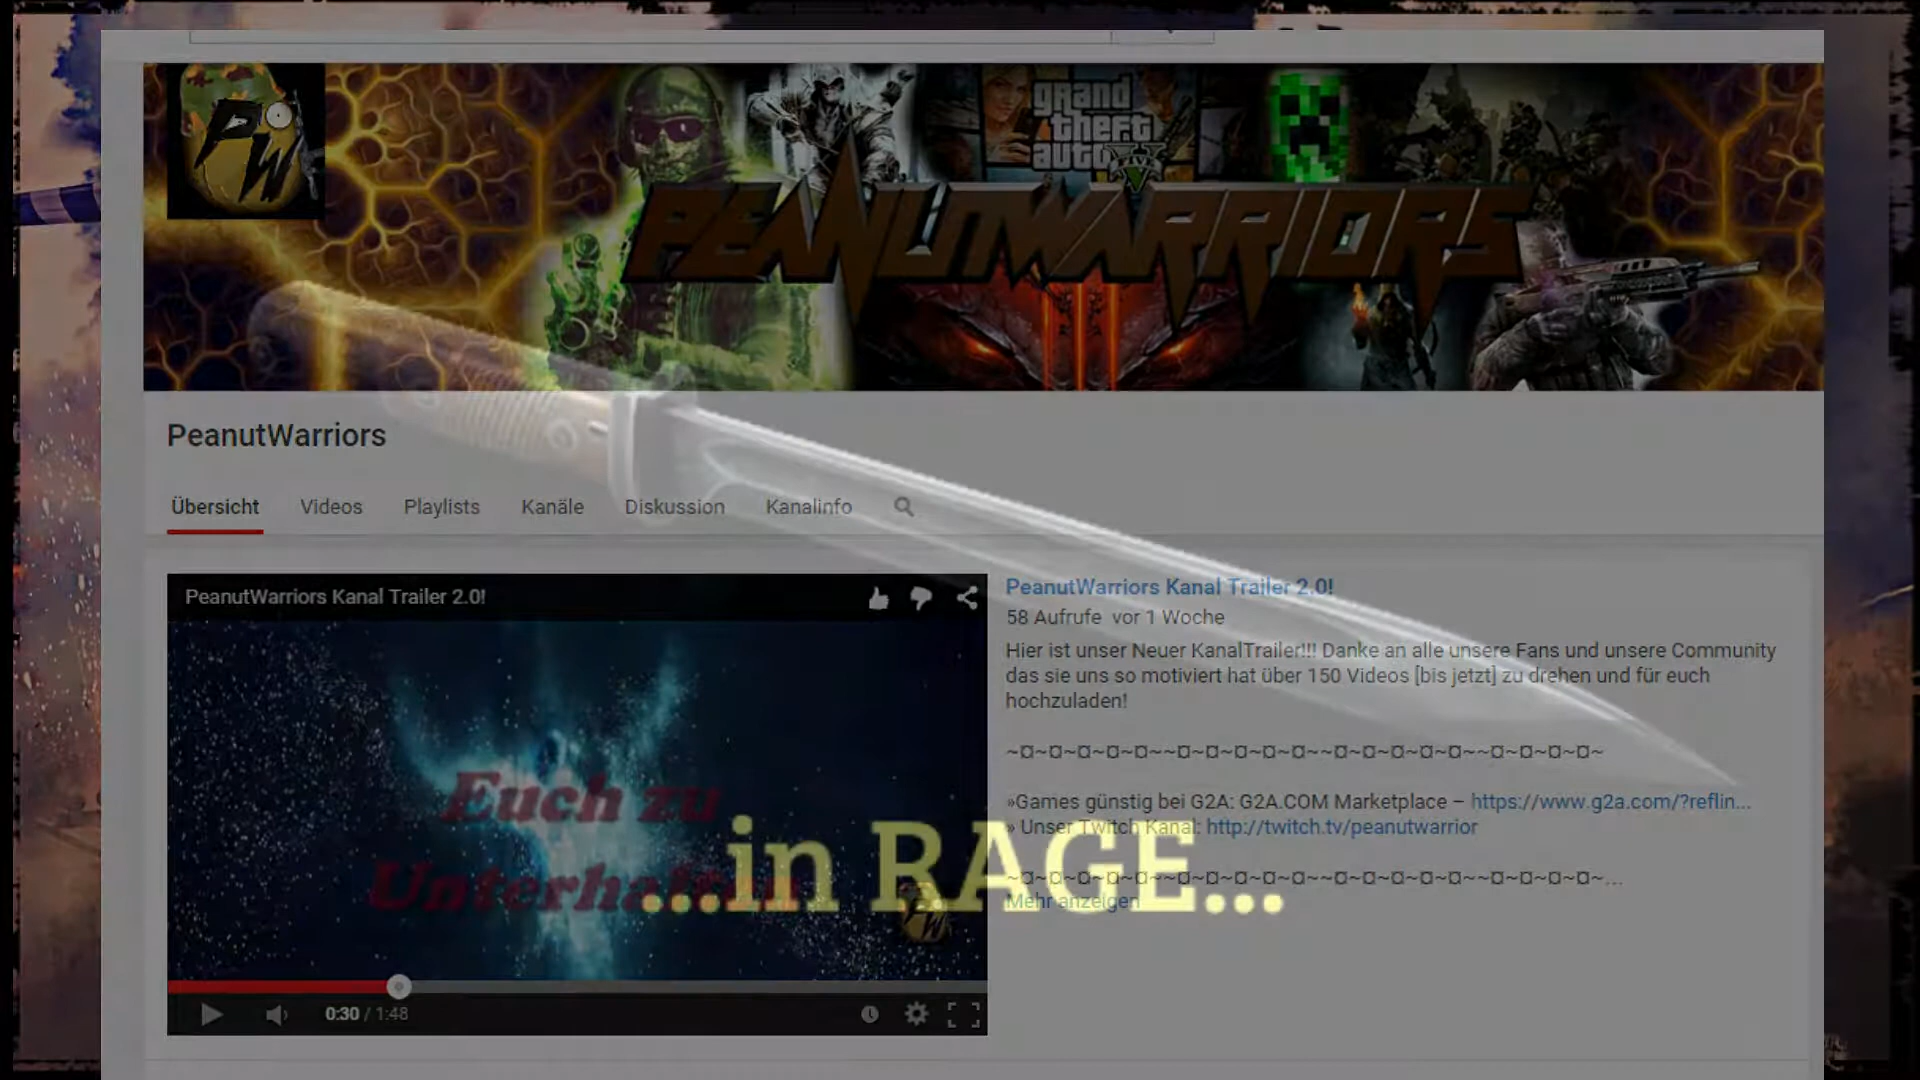 PW
grand
theft
auto
FIVE
PEANUTWARRIORS
PeanutWarriors
Übersicht Videos Playlists Kanäle Diskussion Kanalinfo
PeanutWarriors Kanal Trailer 2.0!
Euch zu
Unterhalten
PW
0:30 / 1:48
PeanutWarriors Kanal Trailer 2.0!
58 Aufrufe vor 1 Woche
Hier ist unser Neuer KanalTrailer!!! Danke an alle unsere Fans und unsere Community
das sie uns so motiviert hat über 150 Videos [bis jetzt] zu drehen und für euch
hochzuladen!
~¤~¤~¤~¤~¤~~¤~¤~¤~¤~¤~~¤~¤~¤~¤~¤~~¤~¤~¤~¤~
»Games günstig bei G2A: G2A.COM Marketplace – https://www.g2a.com/?reflin...
» Unser Twitch Kanal: http://twitch.tv/peanutwarrior
~¤~¤~¤~¤~¤~~¤~¤~¤~¤~¤~~¤~¤~¤~¤~¤~~¤~¤~¤~¤~...
Mehr anzeigen
...in RAGE...